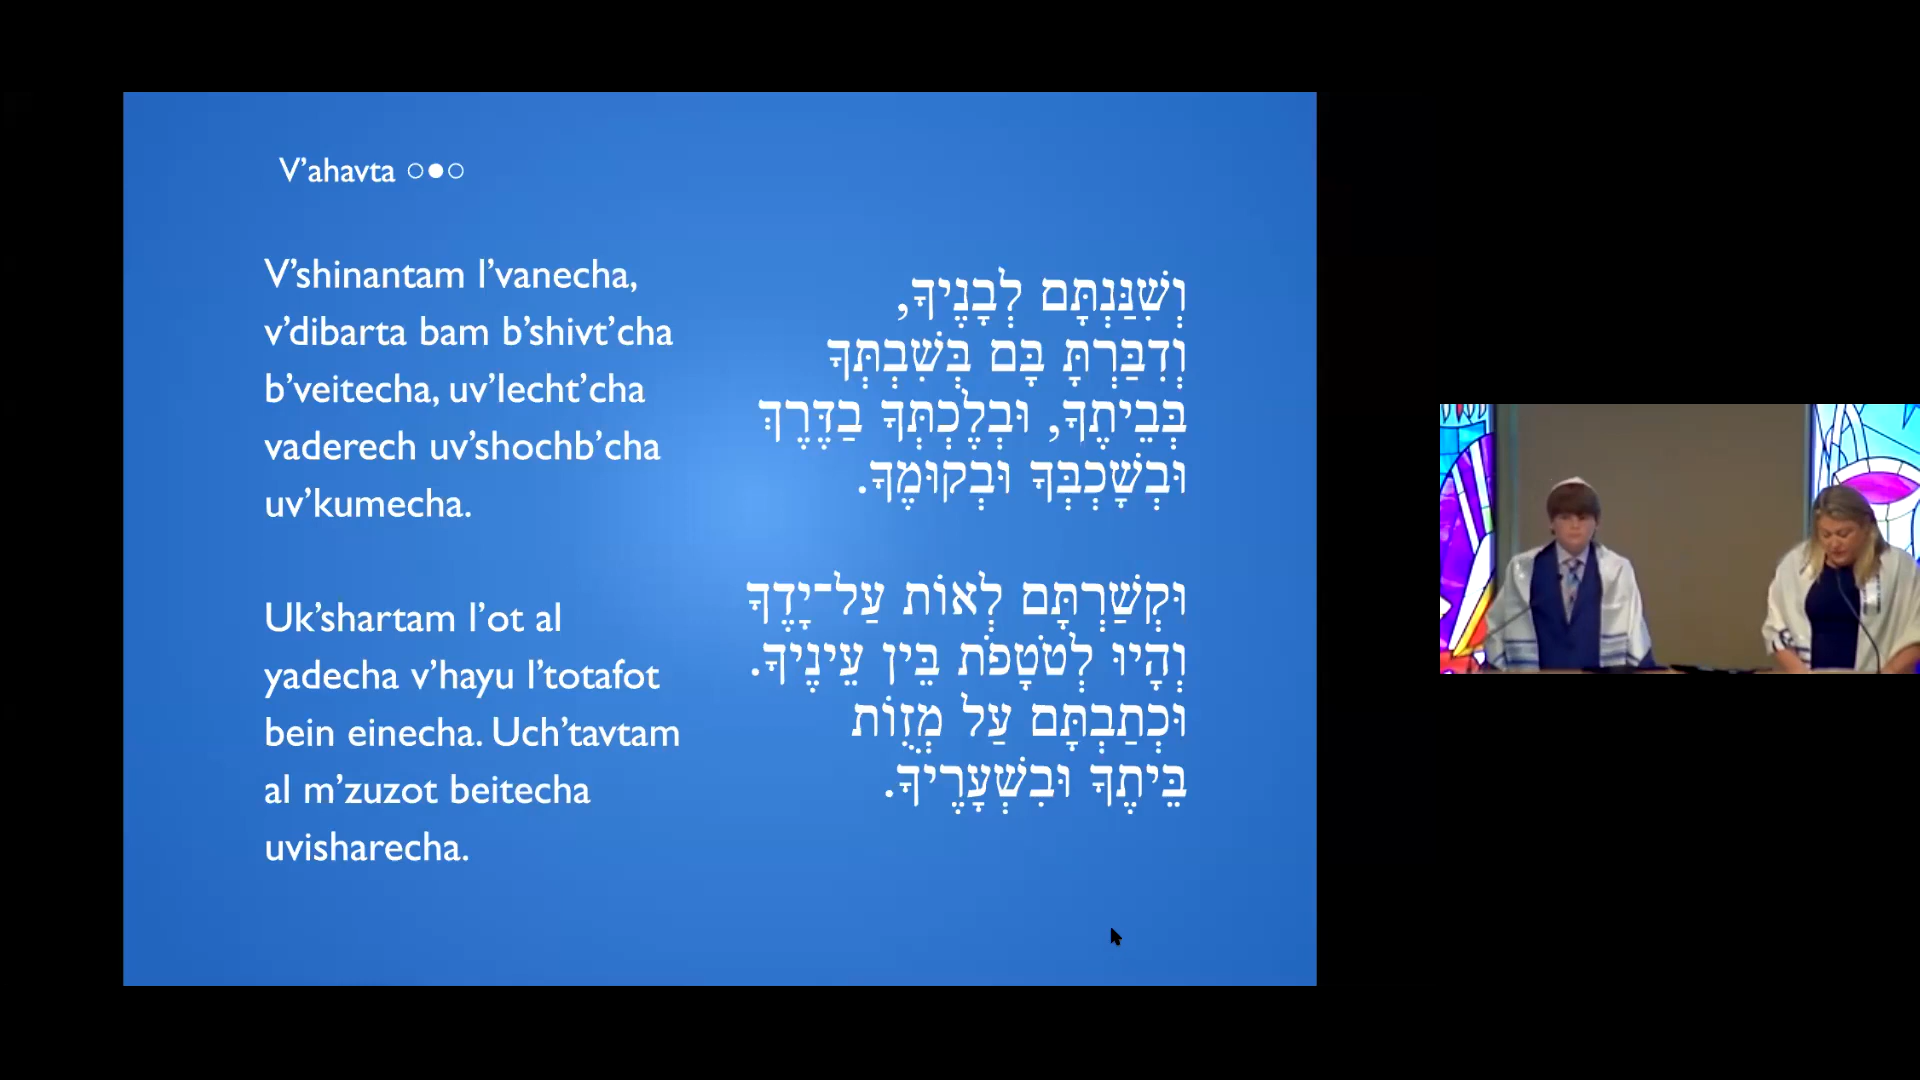 V’ahavta ○●○
V’shinantam l’vanecha,
v’dibarta bam b’shivt’cha
b’veitecha, uv’lecht’cha
vaderech uv’shochb’cha
uv’kumecha.
Uk’shartam l’ot al
yadecha v’hayu l’totafot
bein einecha. Uch’tavtam
al m’zuzot beitecha
uvisharecha.
וְשִׁנַּנְתָּם לְבָנֶיךָ,
וְדִבַּרְתָּ בָּם בְּשִׁבְתְּךָ
בְּבֵיתֶךָ, וּבְלֶכְתְּךָ בַדֶּרֶךְ
וּבְשָׁכְבְּךָ וּבְקוּמֶךָ.
וּקְשַׁרְתָּם לְאוֹת עַל־יָדֶךָ
וְהָיוּ לְטֹטָפֹת בֵּין עֵינֶיךָ.
וּכְתַבְתָּם עַל מְזֻזוֹת
בֵּיתֶךָ וּבִשְׁעָרֶיךָ.